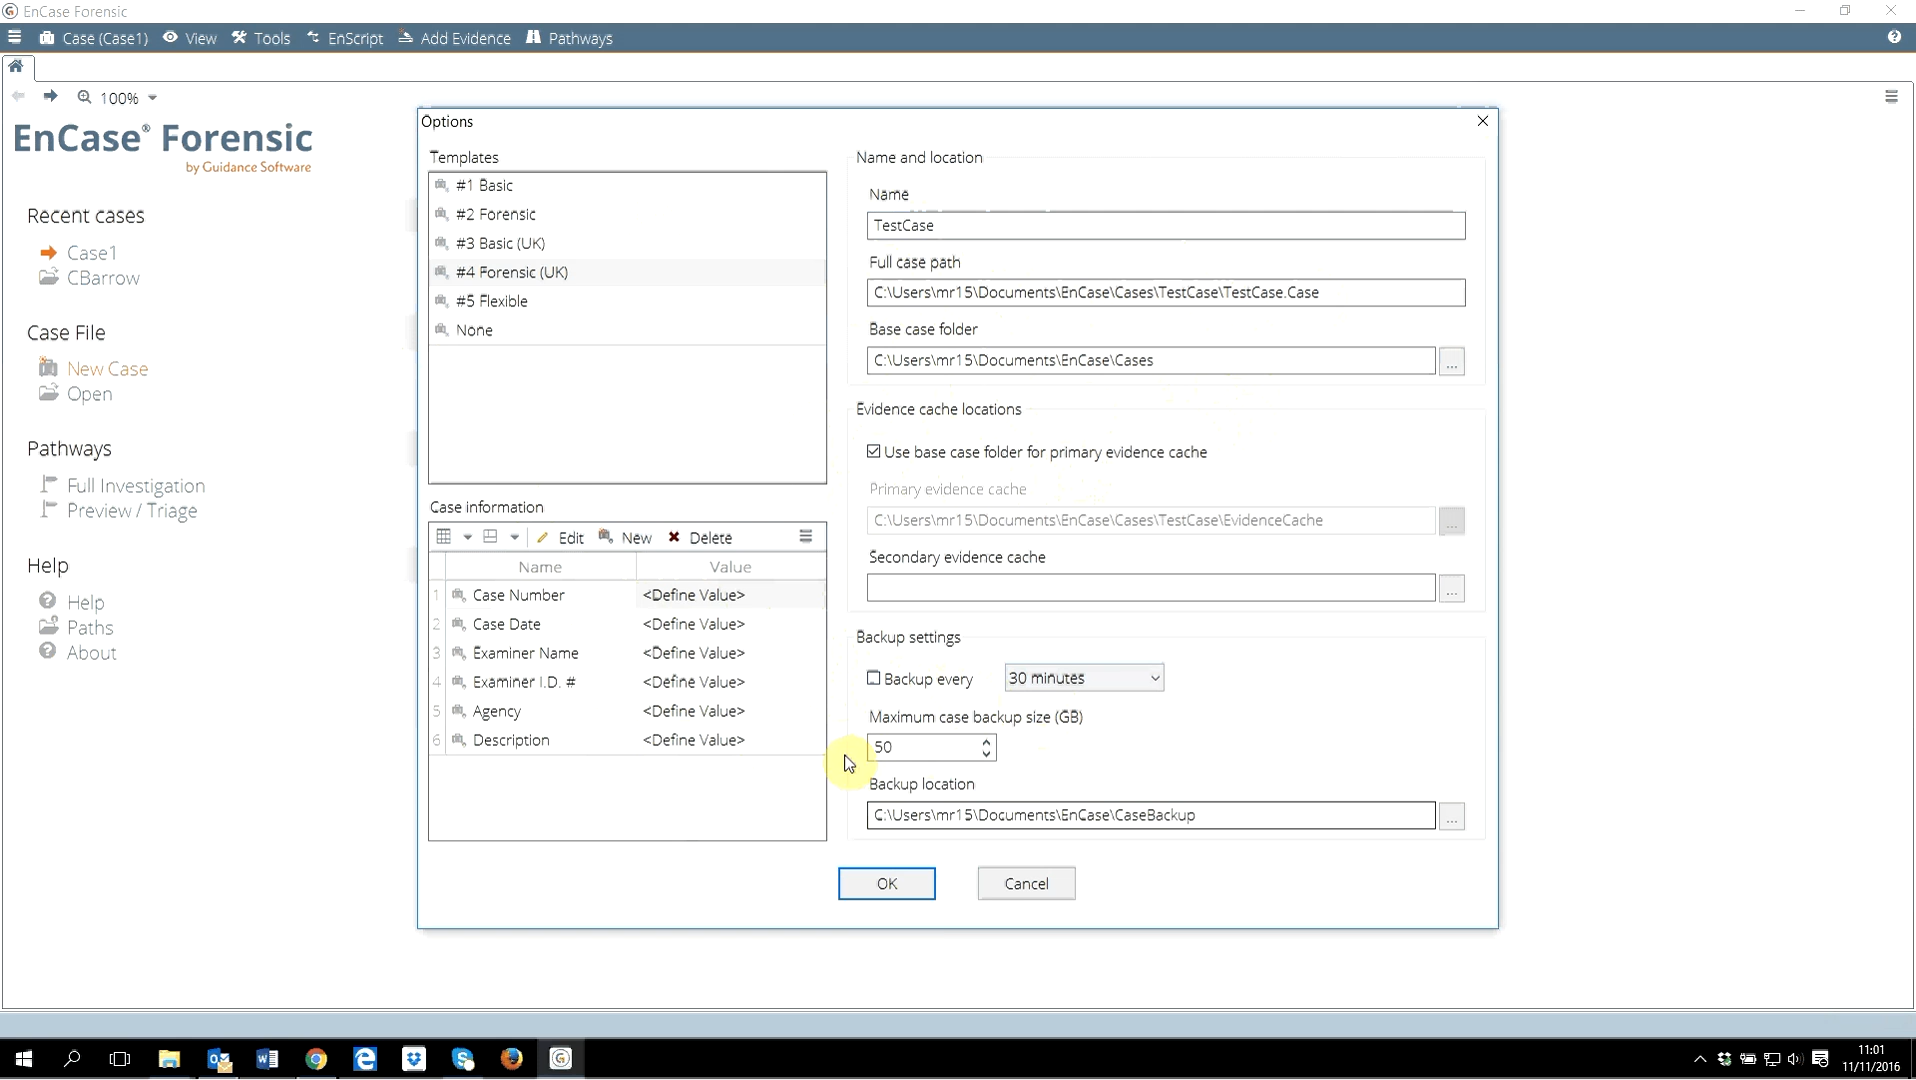 EnCase Forensic
Case (Case1) View Tools EnScript Add Evidence Pathways
100%
EnCase® Forensic
by Guidance Software
Recent cases
Case1
CBarrow
Case File
New Case
Open
Pathways
Full Investigation
Preview / Triage
Help
Help
Paths
About
Options
Templates
#1 Basic
#2 Forensic
#3 Basic (UK)
#4 Forensic (UK)
#5 Flexible
None
Case information
Edit New Delete
Name Value
1 Case Number <Define Value>
2 Case Date <Define Value>
3 Examiner Name <Define Value>
4 Examiner I.D. # <Define Value>
5 Agency <Define Value>
6 Description <Define Value>
Name and location
Name
TestCase
Full case path
C:\Users\mr15\Documents\EnCase\Cases\TestCase\TestCase.Case
Base case folder
C:\Users\mr15\Documents\EnCase\Cases ...
Evidence cache locations
Use base case folder for primary evidence cache
Primary evidence cache
C:\Users\mr15\Documents\EnCase\Cases\TestCase\EvidenceCache ...
Secondary evidence cache
...
Backup settings
Backup every 30 minutes
Maximum case backup size (GB)
50
Backup location
C:\Users\mr15\Documents\EnCase\CaseBackup ...
OK Cancel
11:01
11/11/2016